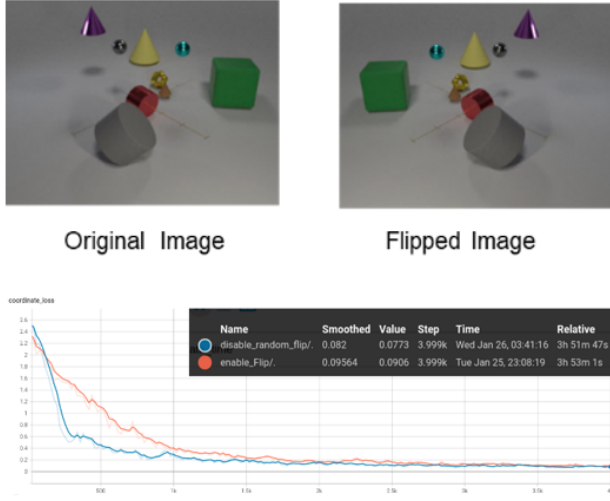 Original Image
Flipped Image
coordinate_loss
Name Smoothed Value Step Time Relative
disable_random_flip/. 0.082 0.0773 3.999k Wed Jan 26, 03:41:16 3h 51m 47s
enable_Flip/. 0.09564 0.0906 3.999k Tue Jan 25, 23:08:19 3h 53m 1s
2.6
2.4
2.2
2
1.8
1.6
1.4
1.2
1
0.8
0.6
0.4
0.2
0
500
1k
2k
2.5k
3k
3.5k